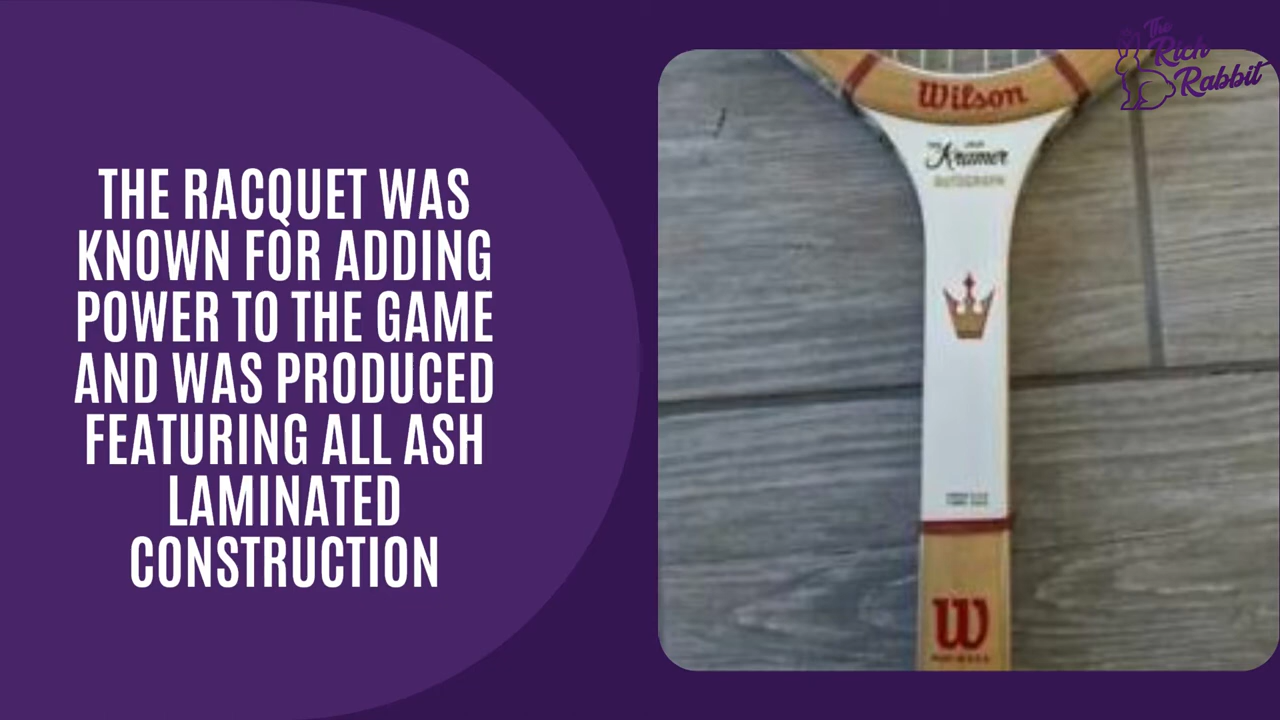 THE RACQUET WAS
KNOWN FOR ADDING
POWER TO THE GAME
AND WAS PRODUCED
FEATURING ALL ASH
LAMINATED
CONSTRUCTION
The
Rich
Rabbit
Wilson
Kramer
AUTOGRAPH
W